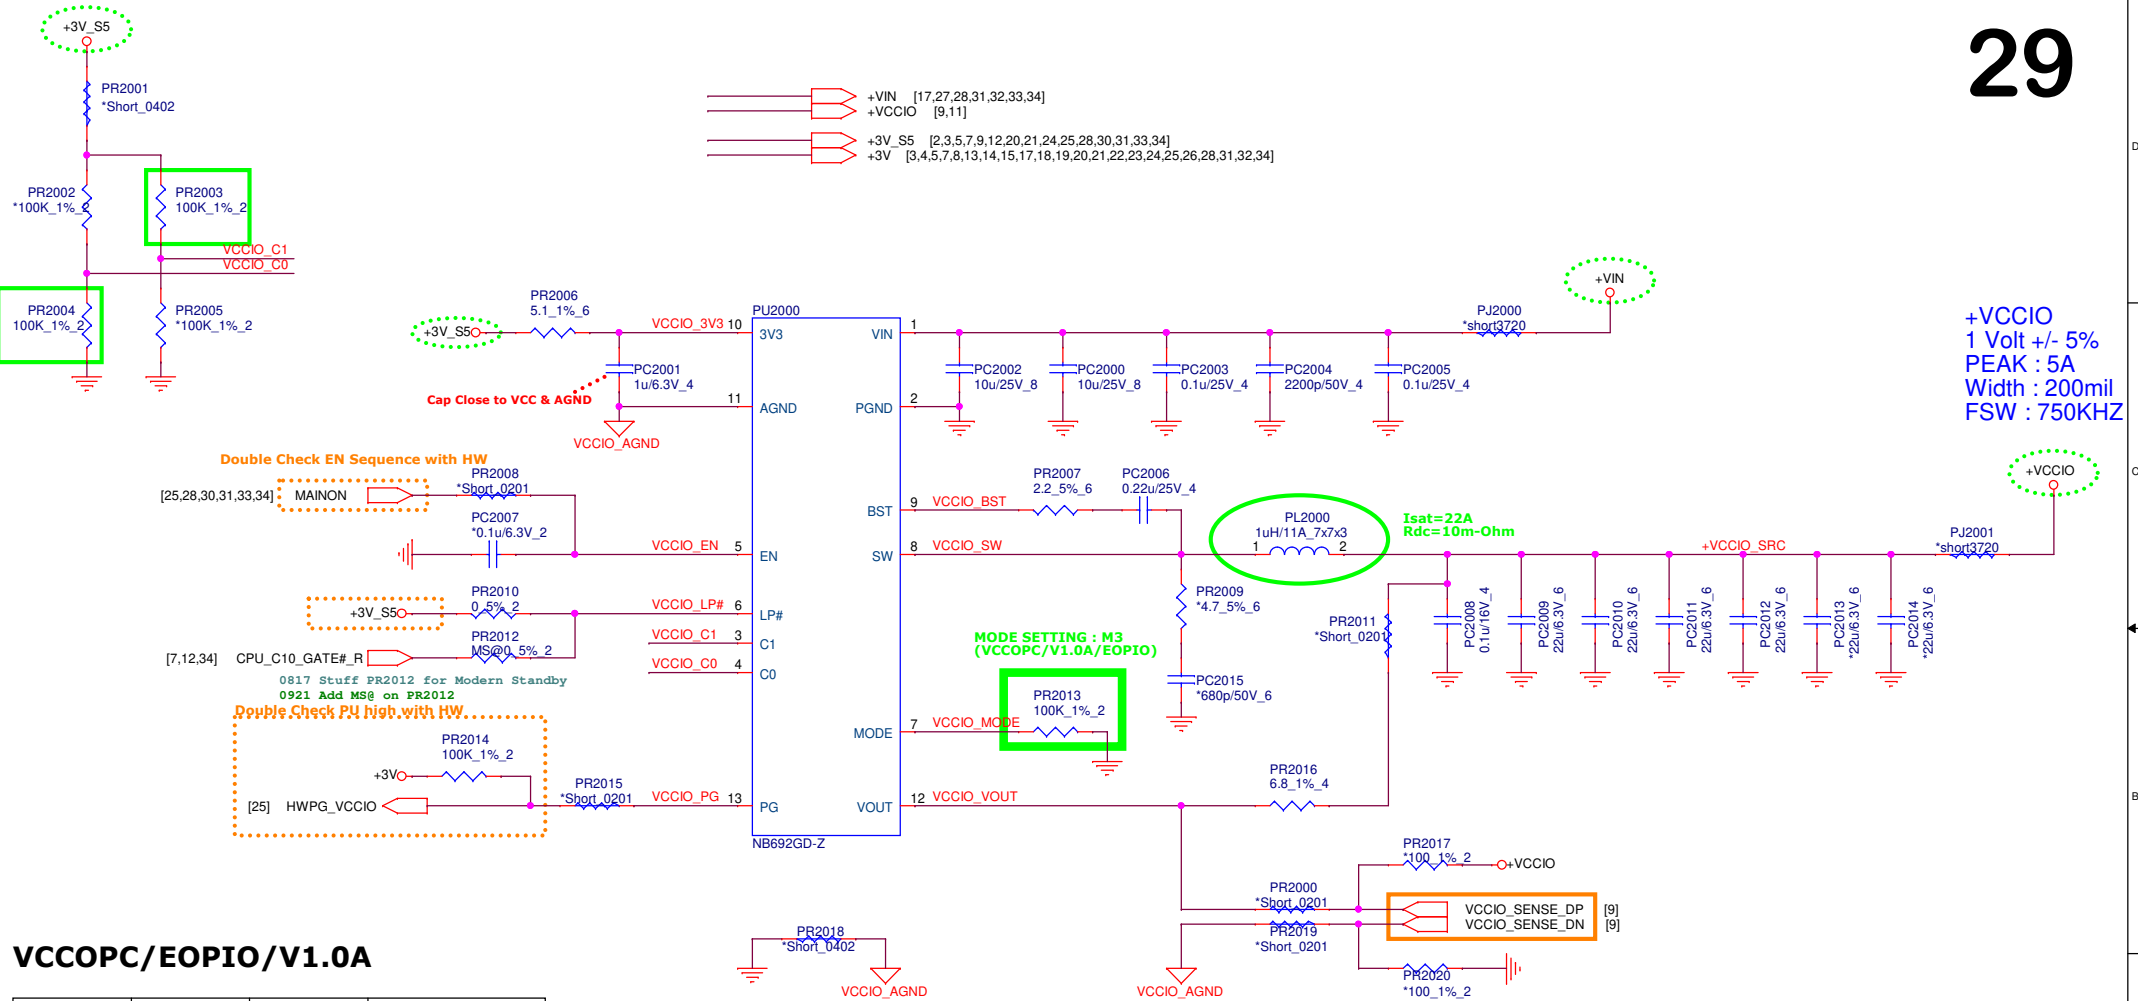 29
+3V_S5
PR2001
*Short_0402
PR2002
*100K_1%_2
PR2003
100K_1%_2
VCCIO_C1
VCCIO_C0
PR2004
100K_1%_2
PR2005
*100K_1%_2
+VIN [17,27,28,31,32,33,34]
+VCCIO [9,11]
+3V_S5 [2,3,5,7,9,12,20,21,24,25,28,30,31,33,34]
+3V [3,4,5,7,8,13,14,15,17,18,19,20,21,22,23,24,25,26,28,31,32,34]
D
C
B
+VCCIO
1 Volt +/- 5%
PEAK : 5A
Width : 200mil
FSW : 750KHZ
+3V_S5
PR2006
5.1_1%_6
VCCIO_3V3
PC2001
1u/6.3V_4
Cap Close to VCC & AGND
VCCIO_AGND
PU2000
10 3V3
11 AGND
5 EN
6 LP#
3 C1
4 C0
13 PG
VIN 1
PGND 2
BST 9
SW 8
MODE 7
VOUT 12
NB692GD-Z
+VIN
PJ2000
*short3720
PC2002
10u/25V_8
PC2000
10u/25V_8
PC2003
0.1u/25V_4
PC2004
2200p/50V_4
PC2005
0.1u/25V_4
Double Check EN Sequence with HW
[25,28,30,31,33,34] MAINON
PR2008
*Short_0201
PC2007
*0.1u/6.3V_2
VCCIO_EN
+3V_S5
PR2010
0_5%_2
VCCIO_LP#
PR2012
MS@0_5%_2
[7,12,34] CPU_C10_GATE#_R
VCCIO_C1
VCCIO_C0
0817 Stuff PR2012 for Modern Standby
0921 Add MS@ on PR2012
Double Check PU high with HW
PR2014
100K_1%_2
+3V
[25] HWPG_VCCIO
PR2015
*Short_0201
VCCIO_PG
VCCIO_BST
PR2007
2.2_5%_6
PC2006
0.22u/25V_4
VCCIO_SW
PL2000
1uH/11A_7x7x3
1 2
Isat=22A
Rdc=10m-Ohm
PR2009
*4.7_5%_6
PC2015
*680p/50V_6
+VCCIO_SRC
PJ2001
*short3720
+VCCIO
PC2008
0.1u/16V_4
PC2009
22u/6.3V_6
PC2010
22u/6.3V_6
PC2011
22u/6.3V_6
PC2012
22u/6.3V_6
PC2013
*22u/6.3V_6
PC2014
*22u/6.3V_6
PR2011
*Short_0201
MODE SETTING : M3
(VCCOPC/V1.0A/EOPIO)
VCCIO_MODE
PR2013
100K_1%_2
VCCIO_VOUT
PR2016
6.8_1%_4
PR2017
*100_1%_2
+VCCIO
PR2000
*Short_0201
VCCIO_SENSE_DP [9]
VCCIO_SENSE_DN [9]
PR2019
*Short_0201
PR2020
*100_1%_2
VCCIO_AGND
PR2018
*Short_0402
VCCIO_AGND
VCCOPC/EOPIO/V1.0A